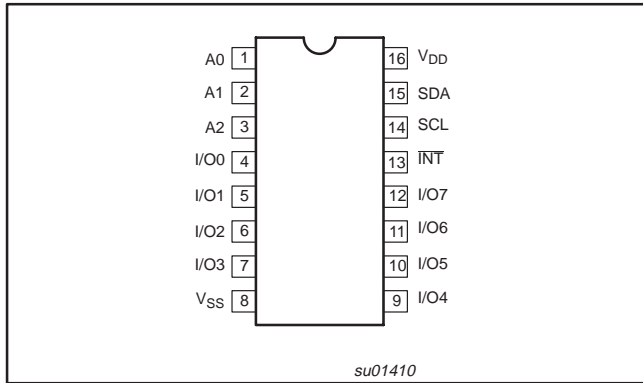 A0 1 16 VDD
A1 2 15 SDA
A2 3 14 SCL
I/O0 4 13 INT
I/O1 5 12 I/O7
I/O2 6 11 I/O6
I/O3 7 10 I/O5
VSS 8 9 I/O4
su01410